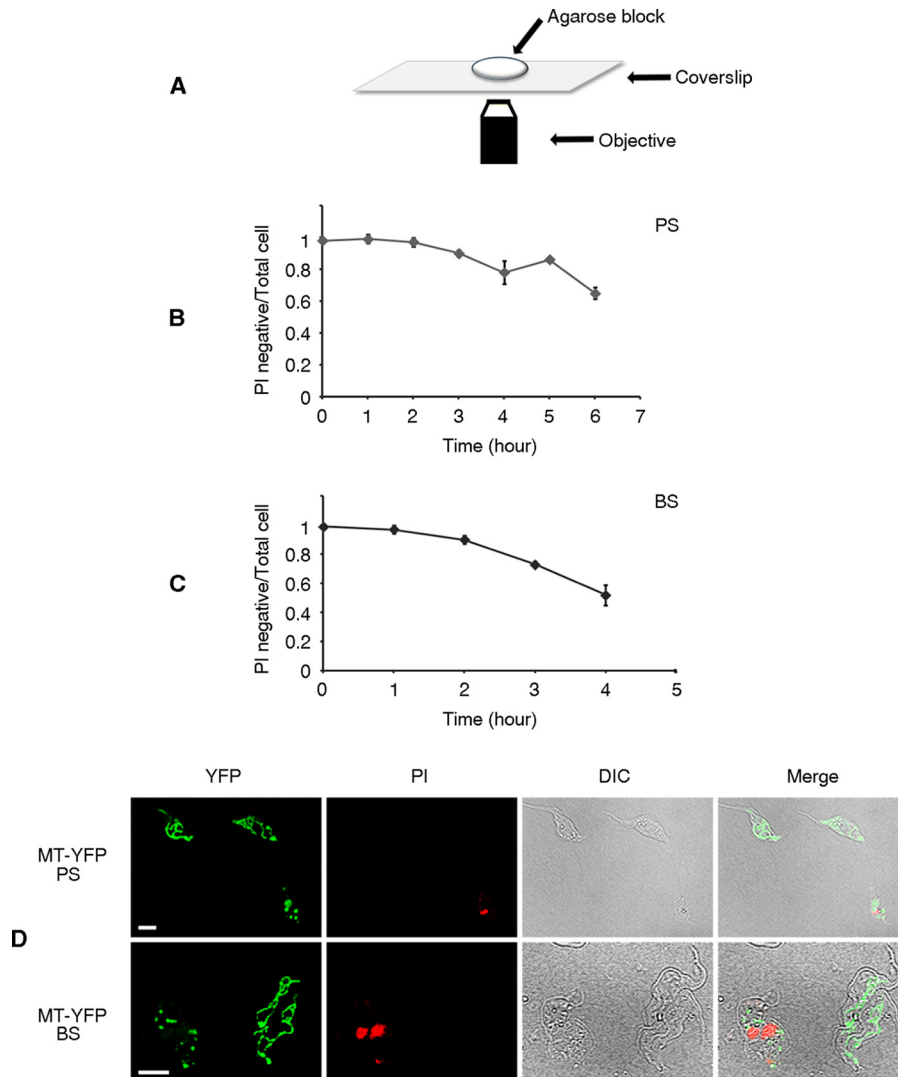 Agarose block
A
Coverslip
Objective
PS
B
PI negative/Total cell
1
0.8
0.6
0.4
0.2
0
0 1 2 3 4 5 6 7
Time (hour)
BS
C
PI negative/Total cell
1
0.8
0.6
0.4
0.2
0
0 1 2 3 4 5
Time (hour)
YFP PI DIC Merge
MT-YFP
PS
D
MT-YFP
BS